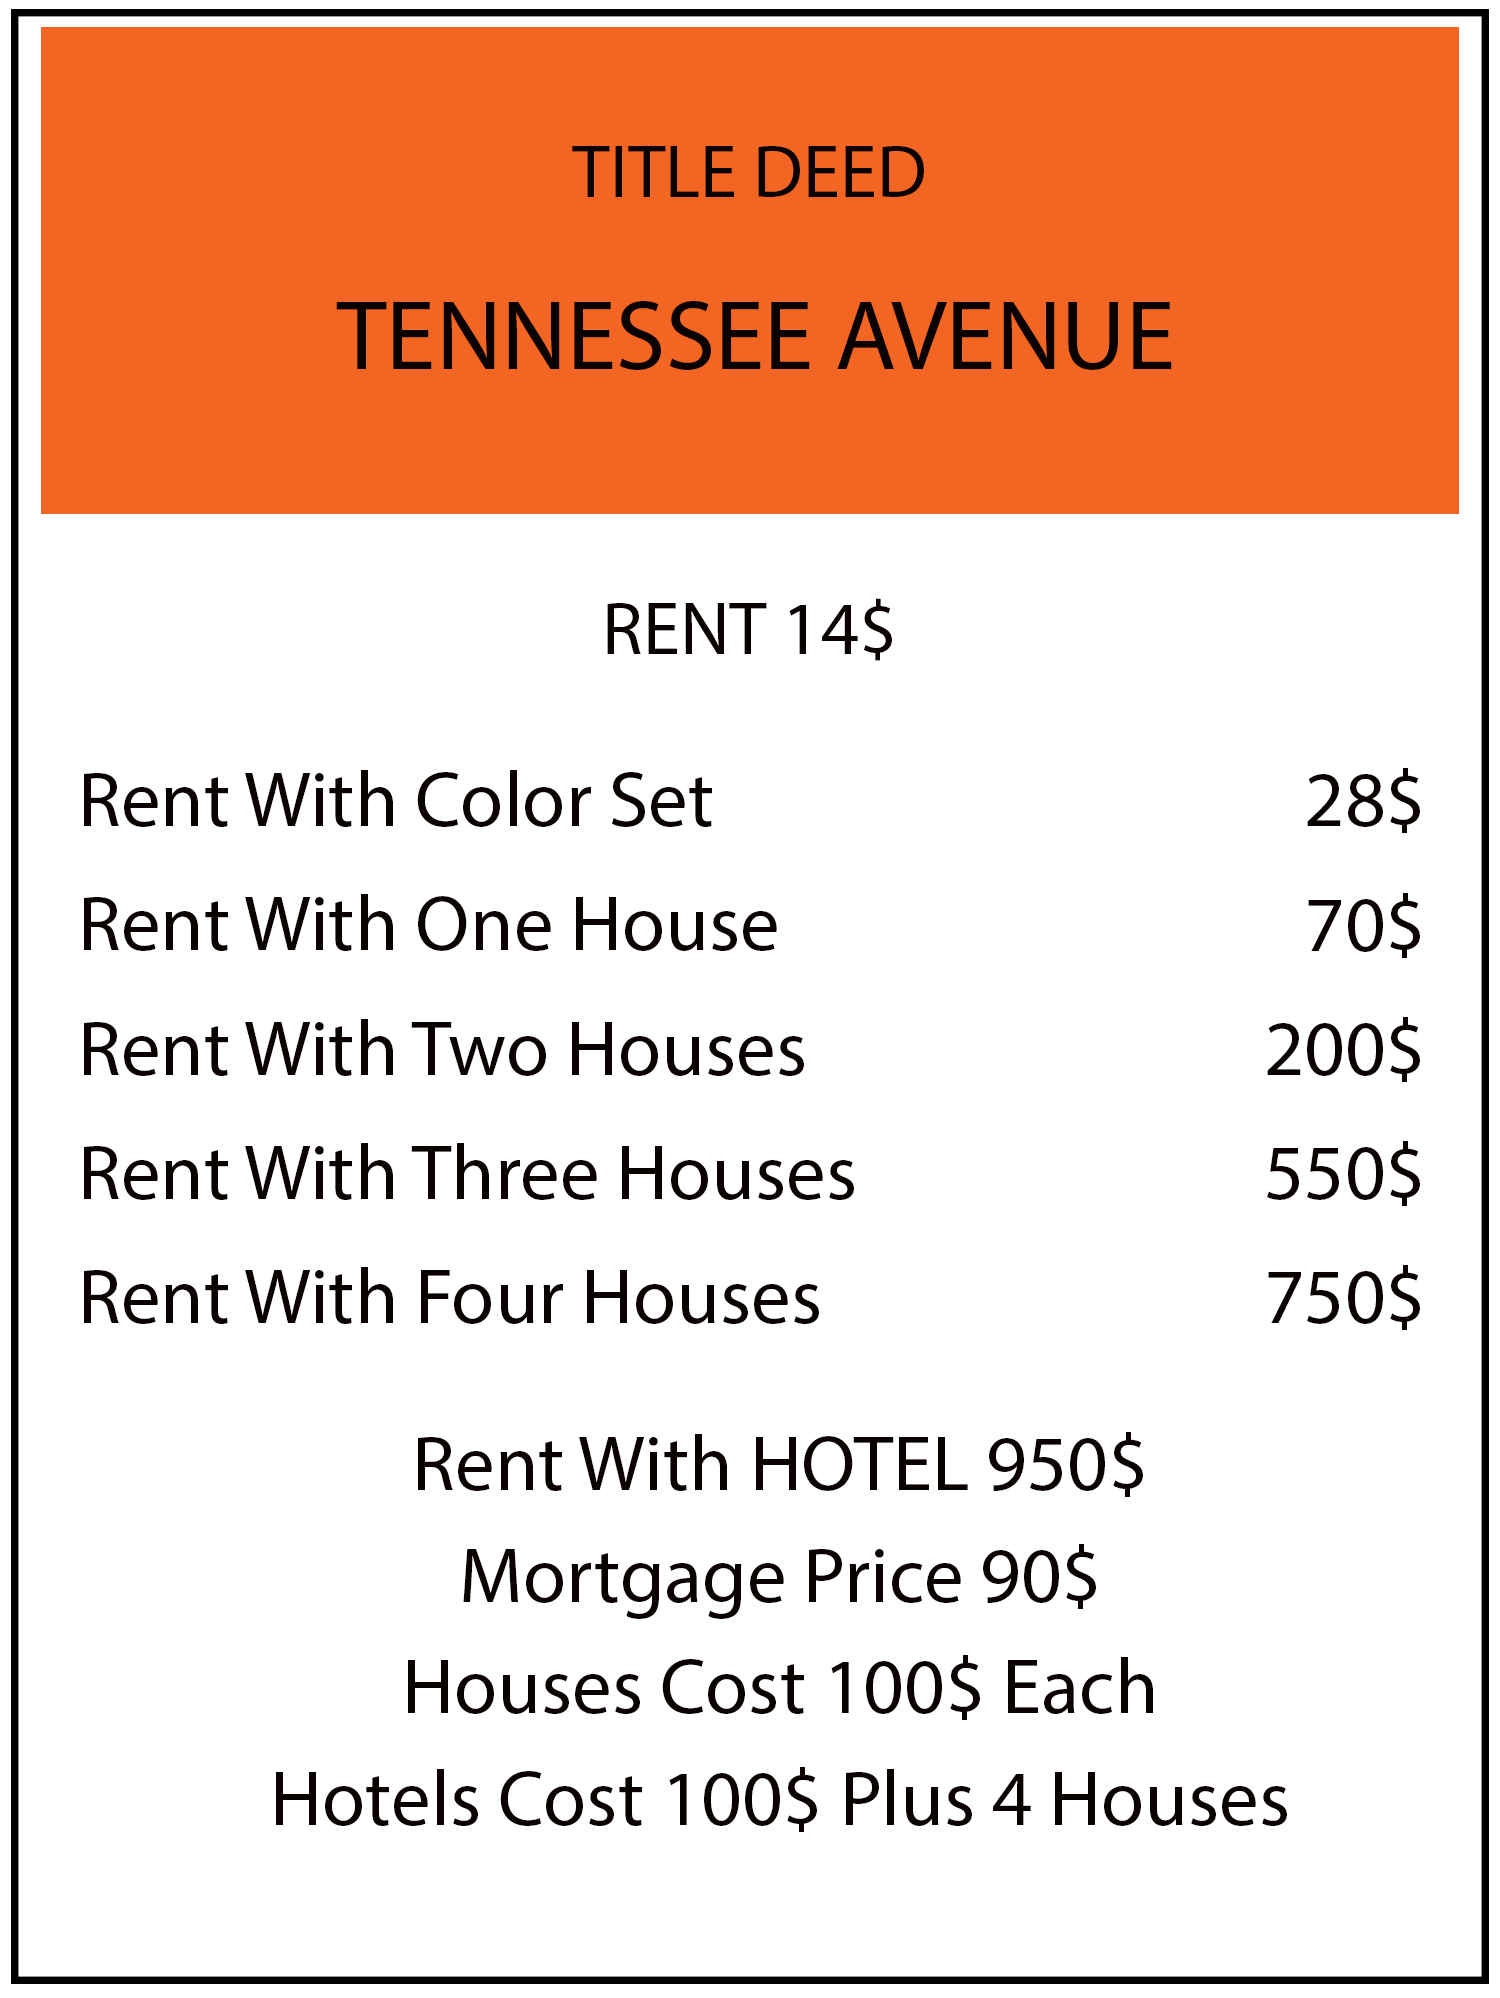 TITLE DEED
TENNESSEE AVENUE
RENT 14$
Rent With Color Set 28$
Rent With One House 70$
Rent With Two Houses 200$
Rent With Three Houses 550$
Rent With Four Houses 750$
Rent With HOTEL 950$
Mortgage Price 90$
Houses Cost 100$ Each
Hotels Cost 100$ Plus 4 Houses